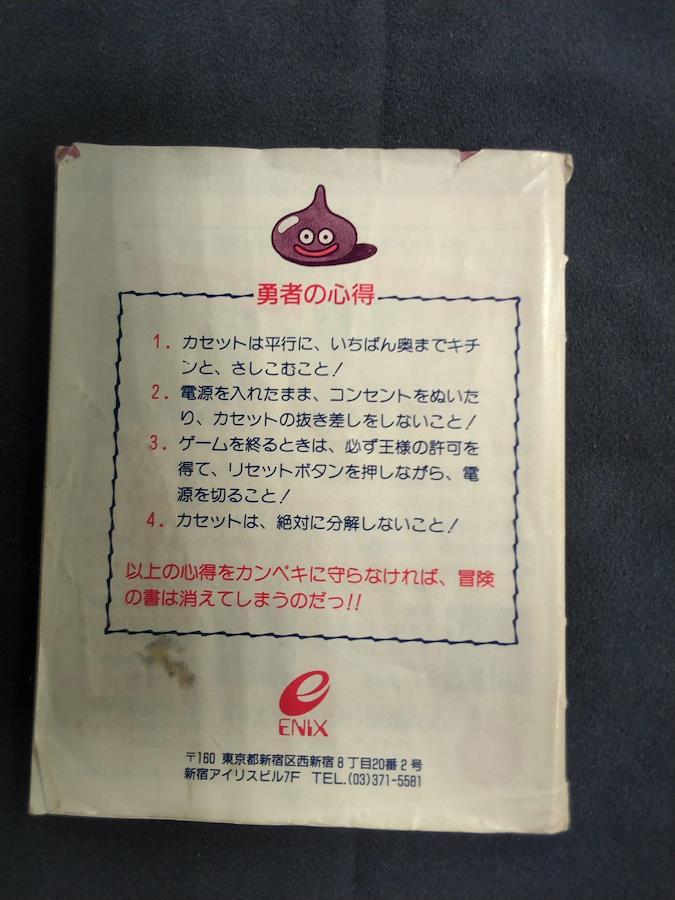 勇者の心得
1. カセットは平行に、いちばん奥までキチ
ンと、さしこむこと!
2. 電源を入れたまま、コンセントをぬいた
り、カセットの抜き差しをしないこと!
3. ゲームを終るときは、必ず王様の許可を
得て、リセットボタンを押しながら、電
源を切ること!
4. カセットは、絶対に分解しないこと!
以上の心得をカンペキに守らなければ、冒険
の書は消えてしまうのだっ!!
e
ENIX
〒160 東京都新宿区西新宿8丁目20番2号
新宿アイリスビル7F TEL.(03)371-5581